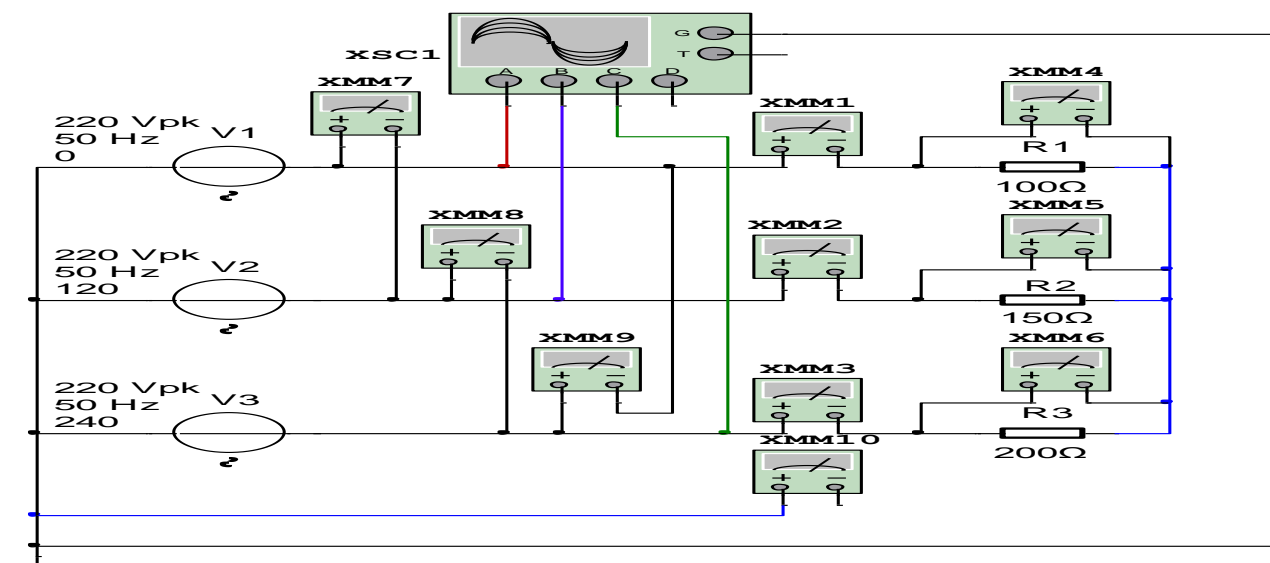 XSC1
G
T
A B C D
XMM7
XMM4
XMM1
220 Vpk
50 Hz
0
V1
+ −
+ −
+ −
R1
100Ω
XMM8
XMM5
XMM2
220 Vpk
50 Hz
120
V2
+ −
+ −
+ −
R2
150Ω
XMM9
XMM6
XMM3
220 Vpk
50 Hz
240
V3
+ −
+ −
+ −
R3
200Ω
XMM10
+ −